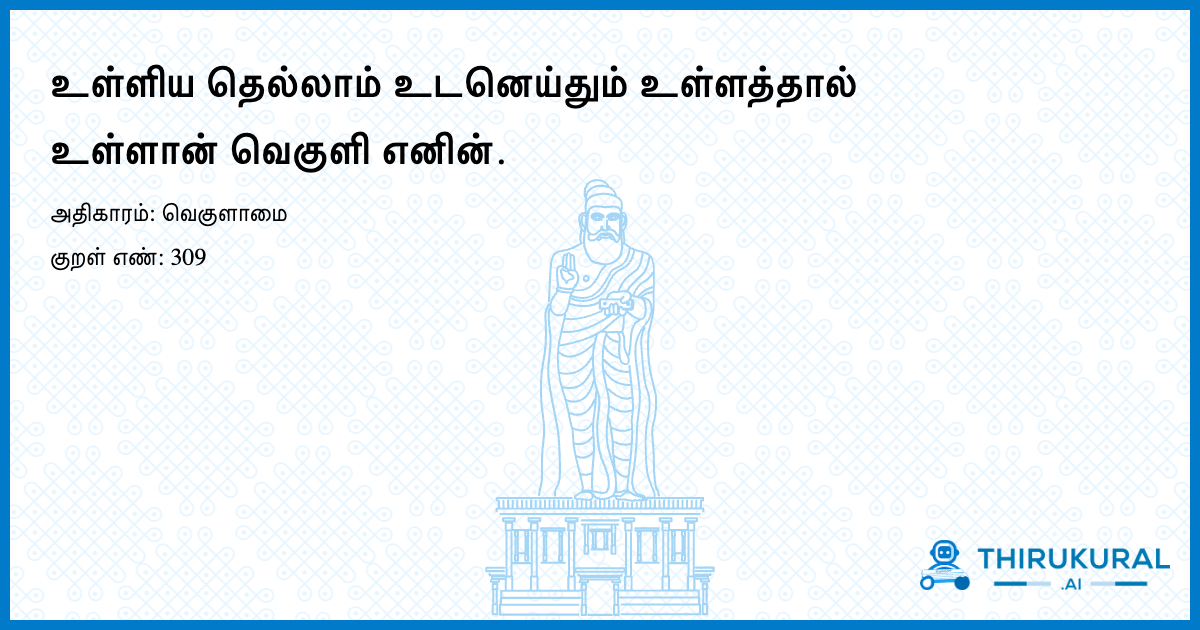 உள்ளிய தெல்லாம் உடனெய்தும் உள்ளத்தால்
உள்ளான் வெகுளி எனின்.
அதிகாரம்: வெகுளாமை
குறள் எண்: 309
THIRUKURAL
.AI